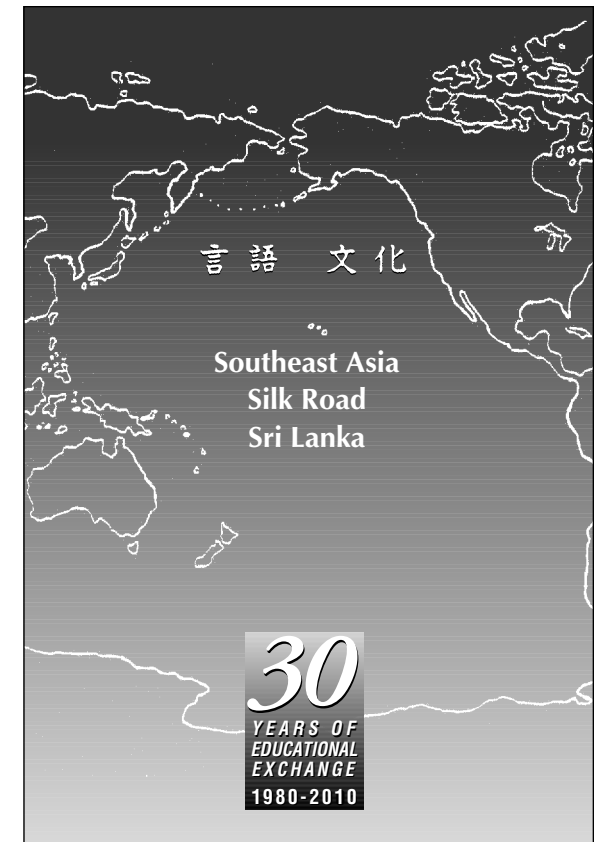 言語 文化
Southeast Asia
Silk Road
Sri Lanka
30
YEARS OF
EDUCATIONAL
EXCHANGE
1980-2010